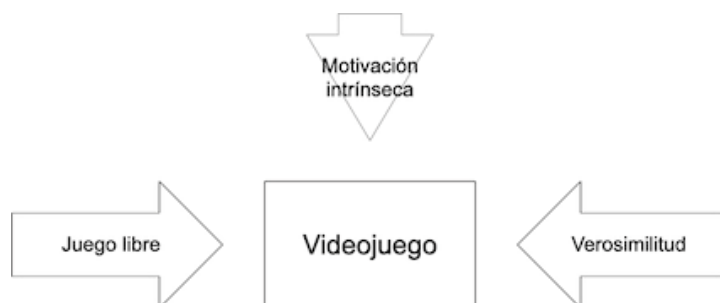 Motivación
intrínseca
Juego libre
Videojuego
Verosimilitud